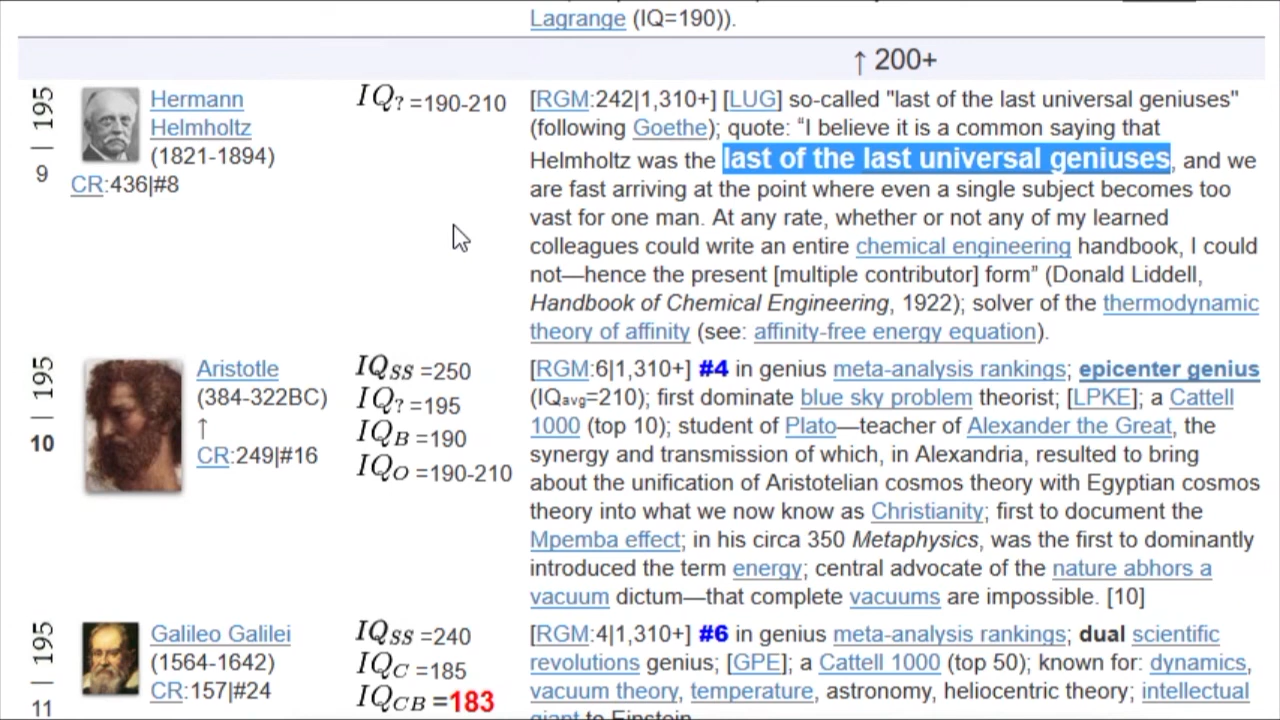 Lagrange (IQ=190)).
↑ 200+
195 | 9
Hermann
Helmholtz
(1821-1894)
CR:436|#8
IQ? =190-210
[RGM:242|1,310+] [LUG] so-called "last of the last universal geniuses"
(following Goethe); quote: “I believe it is a common saying that
Helmholtz was the last of the last universal geniuses, and we
are fast arriving at the point where even a single subject becomes too
vast for one man. At any rate, whether or not any of my learned
colleagues could write an entire chemical engineering handbook, I could
not—hence the present [multiple contributor] form” (Donald Liddell,
Handbook of Chemical Engineering, 1922); solver of the thermodynamic
theory of affinity (see: affinity-free energy equation).
195 | 10
Aristotle
(384-322BC)
↑
CR:249|#16
IQSS =250
IQ? =195
IQB =190
IQO =190-210
[RGM:6|1,310+] #4 in genius meta-analysis rankings; epicenter genius
(IQavg=210); first dominate blue sky problem theorist; [LPKE]; a Cattell
1000 (top 10); student of Plato—teacher of Alexander the Great, the
synergy and transmission of which, in Alexandria, resulted to bring
about the unification of Aristotelian cosmos theory with Egyptian cosmos
theory into what we now know as Christianity; first to document the
Mpemba effect; in his circa 350 Metaphysics, was the first to dominantly
introduced the term energy; central advocate of the nature abhors a
vacuum dictum—that complete vacuums are impossible. [10]
195 | 11
Galileo Galilei
(1564-1642)
CR:157|#24
IQSS =240
IQC =185
IQCB =183
[RGM:4|1,310+] #6 in genius meta-analysis rankings; dual scientific
revolutions genius; [GPE]; a Cattell 1000 (top 50); known for: dynamics,
vacuum theory, temperature, astronomy, heliocentric theory; intellectual
giant to Einstein